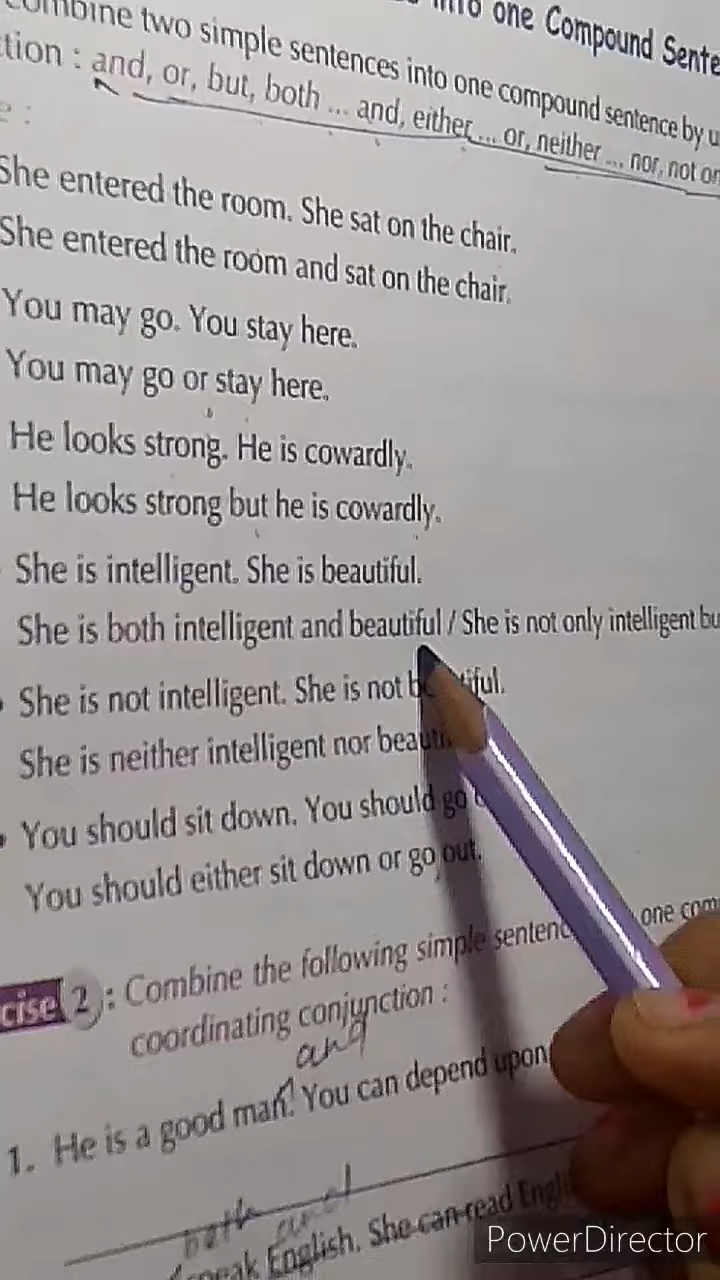 into one Compound Sente
combine two simple sentences into one compound sentence by u
tion : and, or, but, both ... and, either ... or, neither ... nor, not on
e :
She entered the room. She sat on the chair.
She entered the room and sat on the chair.
You may go. You stay here.
You may go or stay here.
He looks strong. He is cowardly.
He looks strong but he is cowardly.
She is intelligent. She is beautiful.
She is both intelligent and beautiful / She is not only intelligent bu
She is not intelligent. She is not be tiful.
She is neither intelligent nor beaut
You should sit down. You should go
You should either sit down or go out.
cise 2 : Combine the following simple sentenc one com
coordinating conjunction :
and
1. He is a good man. You can depend upon
both and
speak English. She can read Engli
PowerDirector